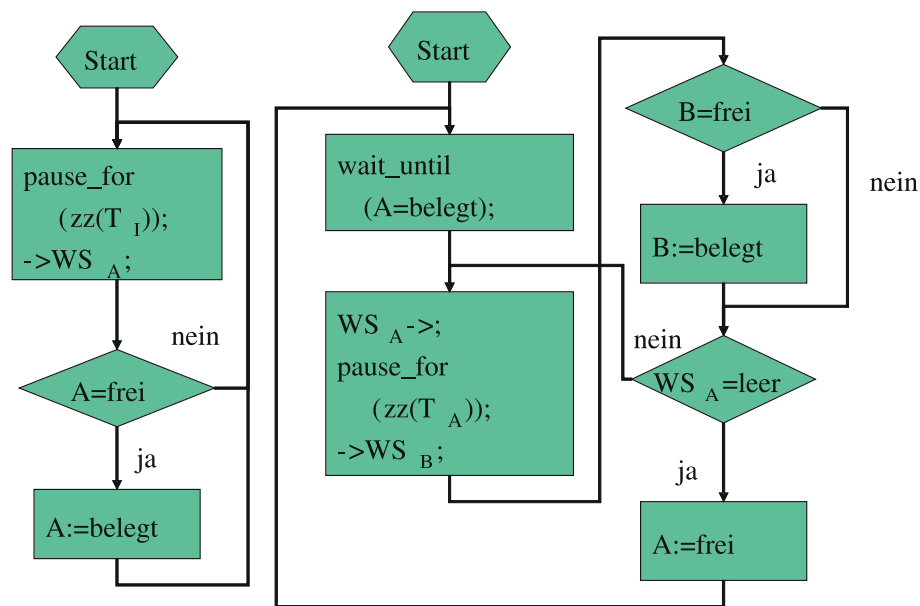 Start
pause_for
(zz(T I));
->WS A;
nein
A=frei
ja
A:=belegt
Start
wait_until
(A=belegt);
WS A->;
pause_for
(zz(T A));
->WS B;
B=frei
ja
nein
B:=belegt
nein
WS A=leer
ja
A:=frei